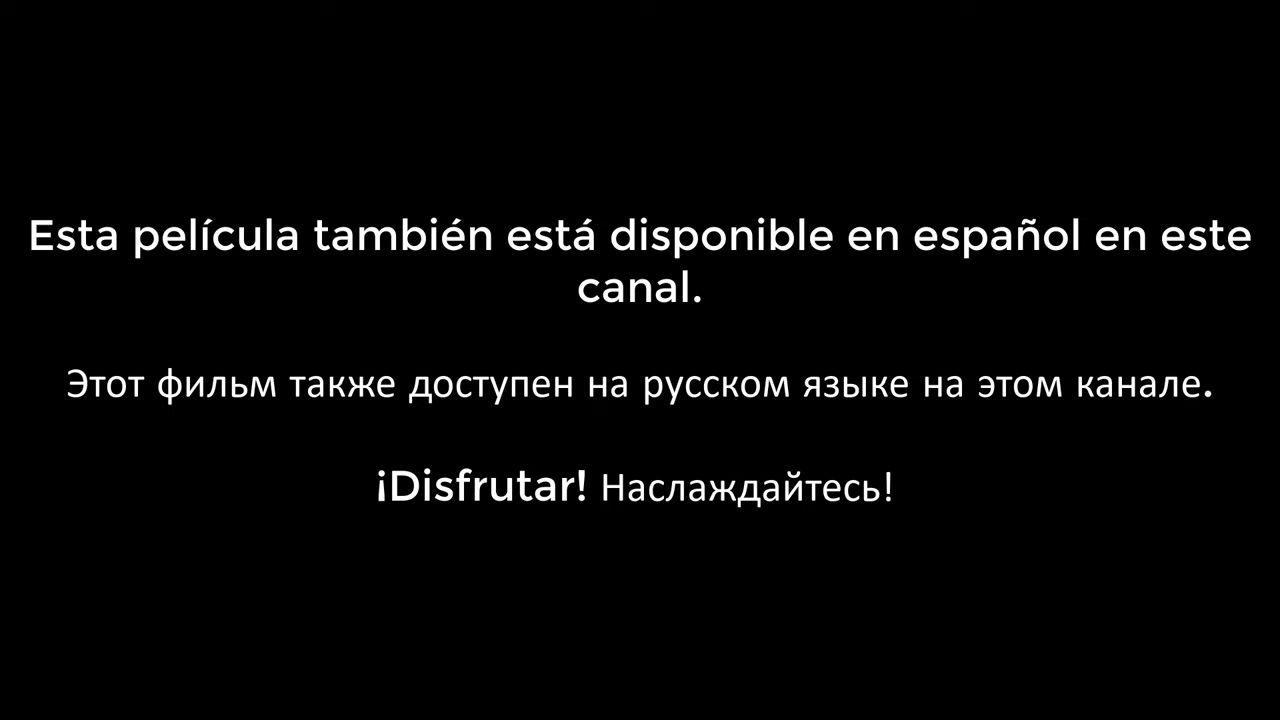 Esta película también está disponible en español en este
canal.
Этот фильм также доступен на русском языке на этом канале.
¡Disfrutar! Наслаждайтесь!